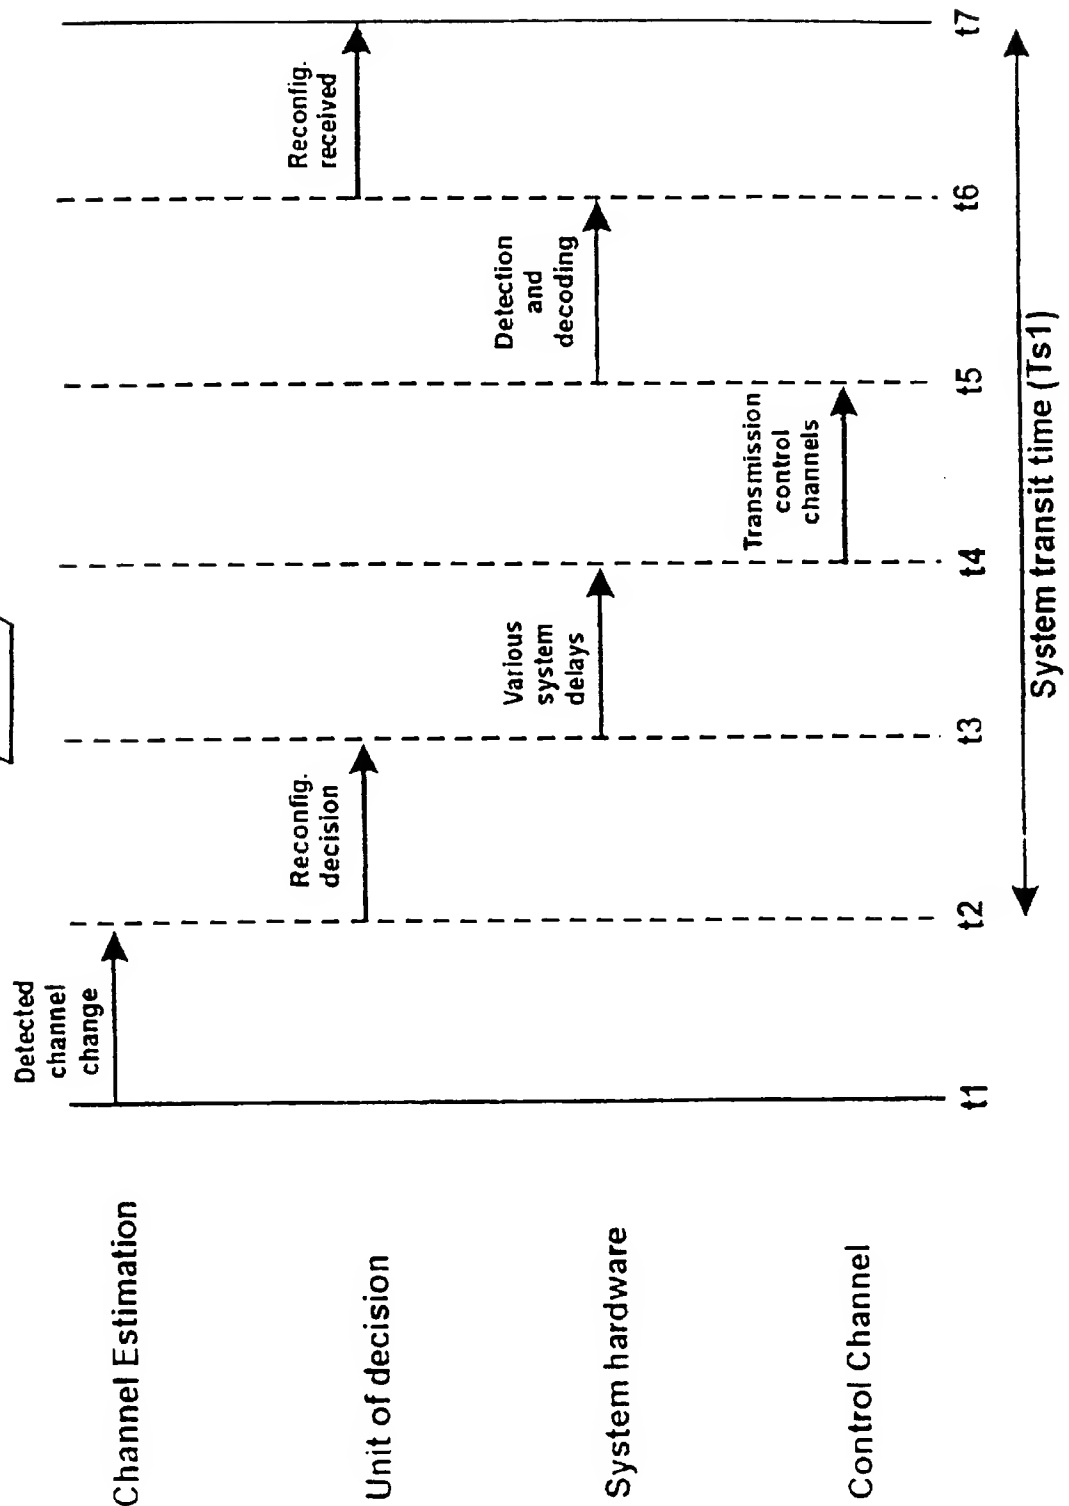 Channel Estimation
Detected
channel
change
Unit of decision
Reconfig.
decision
Reconfig.
received
System hardware
Various
system
delays
Detection
and
decoding
Control Channel
Transmission
control
channels
t1
t2
t3
t4
t5
t6
t7
System transit time (Ts1)